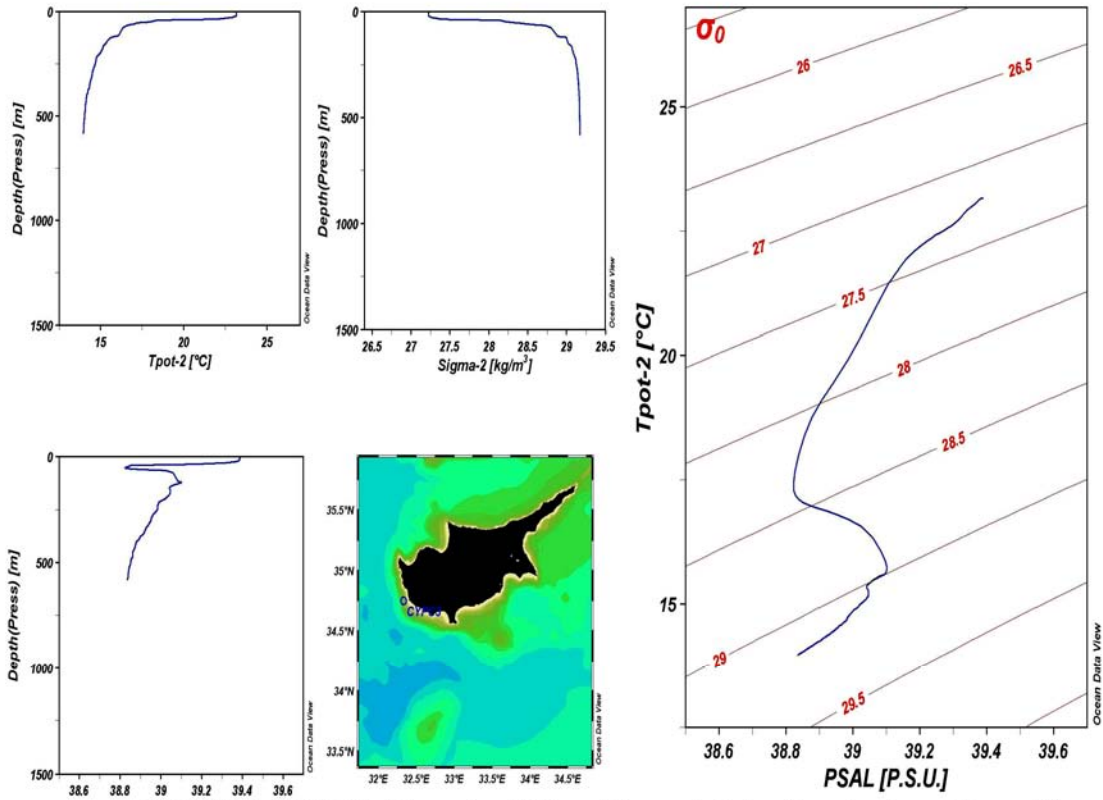 0
500
1000
1500
Depth(Press) [m]
15
20
25
Tpot-2 [°C]
Ocean Data View
0
500
1000
1500
Depth(Press) [m]
26.5
27
27.5
28
28.5
29
29.5
Sigma-2 [kg/m³]
Ocean Data View
0
500
1000
1500
Depth(Press) [m]
38.6
38.8
39
39.2
39.4
39.6
Ocean Data View
35.5°N
35°N
34.5°N
34°N
33.5°N
32°E
32.5°E
33°E
33.5°E
34°E
34.5°E
Ocean Data View
σ0
26
26.5
27
27.5
28
28.5
29
29.5
25
20
15
Tpot-2 [°C]
38.6
38.8
39
39.2
39.4
39.6
PSAL [P.S.U.]
Ocean Data View